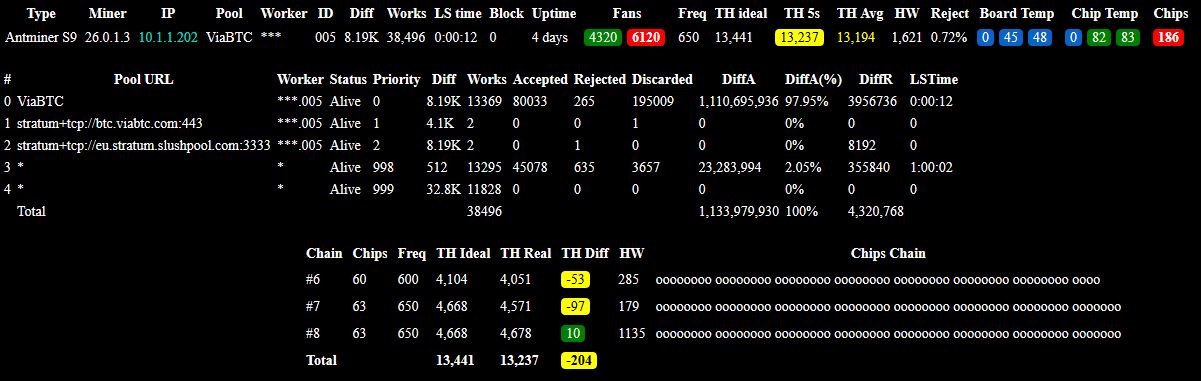 Type Miner IP Pool Worker ID Diff Works LS time Block Uptime Fans Freq TH ideal TH 5s TH Avg HW Reject Board Temp Chip Temp Chips
Antminer S9 26.0.1.3 10.1.1.202 ViaBTC *** 005 8.19K 38,496 0:00:12 0 4 days 4320 6120 650 13,441 13,237 13,194 1,621 0.72% 0 45 48 0 82 83 186
# Pool URL Worker Status Priority Diff Works Accepted Rejected Discarded DiffA DiffA(%) DiffR LSTime
0 ViaBTC ***.005 Alive 0 8.19K 13369 80033 265 195009 1,110,695,936 97.95% 3956736 0:00:12
1 stratum+tcp://btc.viabtc.com:443 ***.005 Alive 1 4.1K 2 0 0 1 0 0% 0 0
2 stratum+tcp://eu.stratum.slushpool.com:3333 ***.005 Alive 2 8.19K 2 0 1 0 0 0% 8192 0
3 * * Alive 998 512 13295 45078 635 3657 23,283,994 2.05% 355840 1:00:02
4 * * Alive 999 32.8K 11828 0 0 0 0 0% 0 0
Total 38496 1,133,979,930 100% 4,320,768
Chain Chips Freq TH Ideal TH Real TH Diff HW Chips Chain
#6 60 600 4,104 4,051 -53 285 oooooooo oooooooo oooooooo oooooooo oooooooo oooooooo oooooooo oooo
#7 63 650 4,668 4,571 -97 179 oooooooo oooooooo oooooooo oooooooo oooooooo oooooooo oooooooo ooooooo
#8 63 650 4,668 4,678 10 1135 oooooooo oooooooo oooooooo oooooooo oooooooo oooooooo oooooooo ooooooo
Total 13,441 13,237 -204